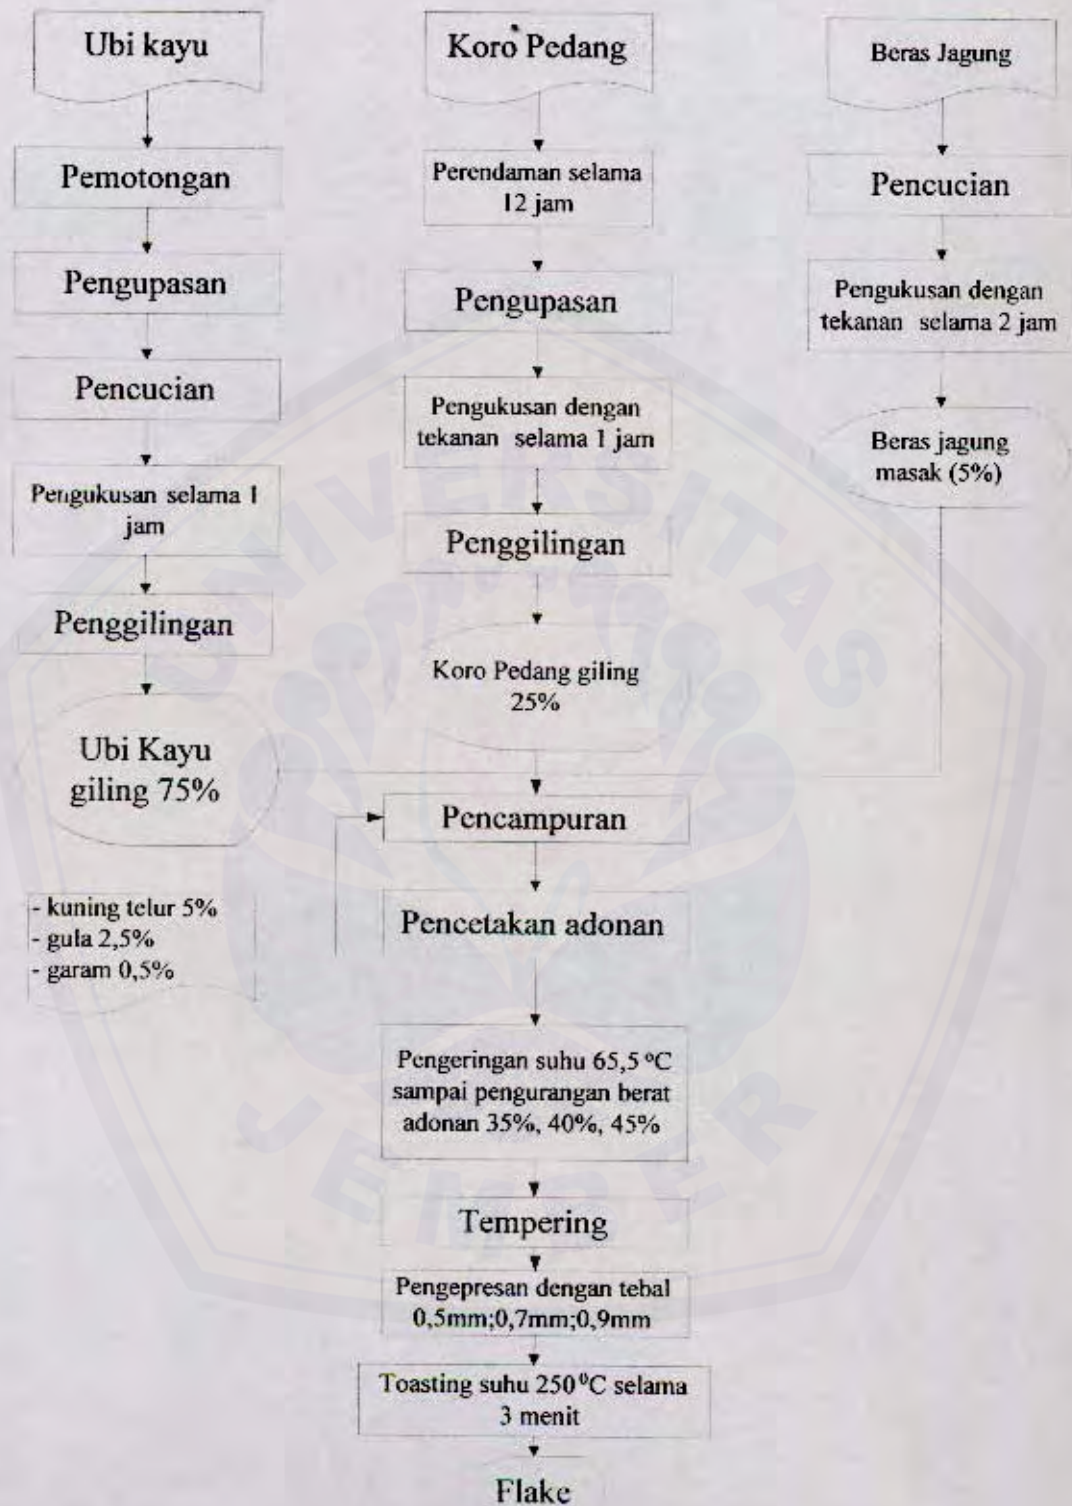 Ubi kayu
Pemotongan
Pengupasan
Pencucian
Pengukusan selama 1
jam
Penggilingan
Ubi Kayu
giling 75%
- kuning telur 5%
- gula 2,5%
- garam 0,5%
Koro Pedang
Perendaman selama
12 jam
Pengupasan
Pengukusan dengan
tekanan selama 1 jam
Penggilingan
Koro Pedang giling
25%
Beras Jagung
Pencucian
Pengukusan dengan
tekanan selama 2 jam
Beras jagung
masak (5%)
Pencampuran
Pencetakan adonan
Pengeringan suhu 65,5 ºC
sampai pengurangan berat
adonan 35%, 40%, 45%
Tempering
Pengepresan dengan tebal
0,5mm;0,7mm;0,9mm
Toasting suhu 250⁰C selama
3 menit
Flake
UNIVERSITAS
JEMBER